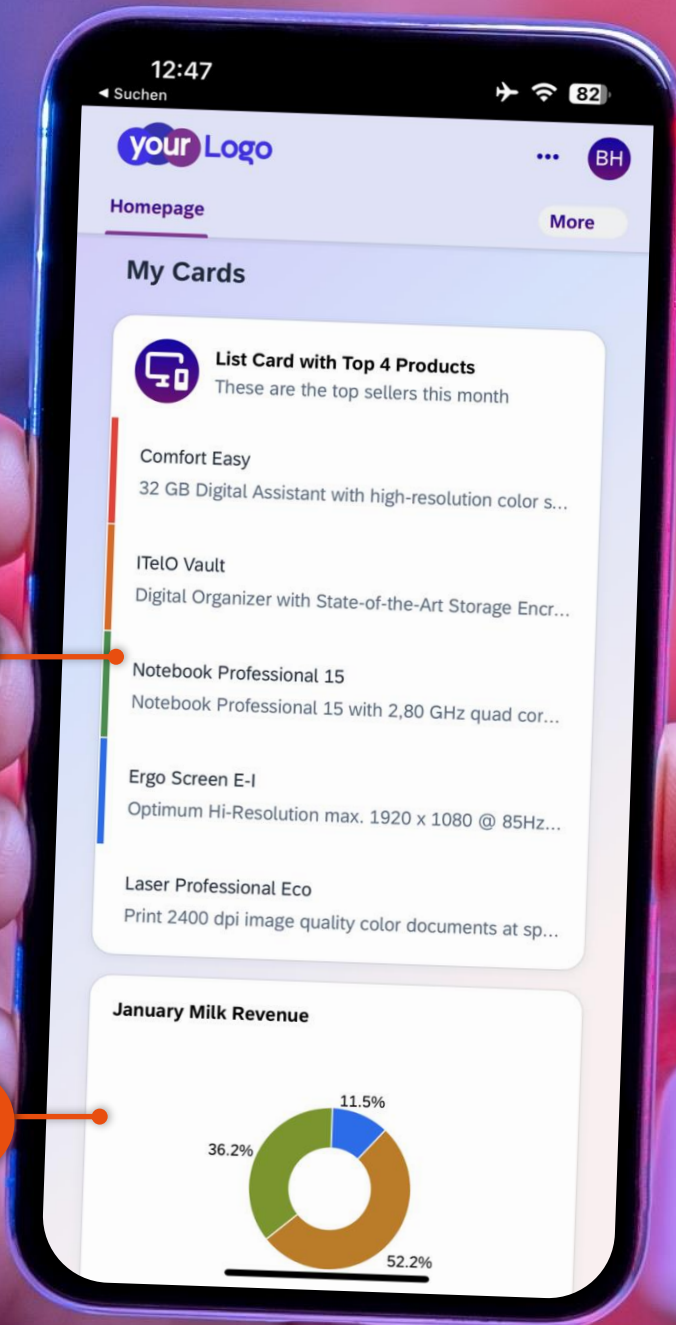 12:47
◀ Suchen
82
your Logo
...
BH
Homepage
More
My Cards
List Card with Top 4 Products
These are the top sellers this month
Comfort Easy
32 GB Digital Assistant with high-resolution color s...
ITelO Vault
Digital Organizer with State-of-the-Art Storage Encr...
Notebook Professional 15
Notebook Professional 15 with 2,80 GHz quad cor...
Ergo Screen E-I
Optimum Hi-Resolution max. 1920 x 1080 @ 85Hz...
Laser Professional Eco
Print 2400 dpi image quality color documents at sp...
January Milk Revenue
11.5%
36.2%
52.2%